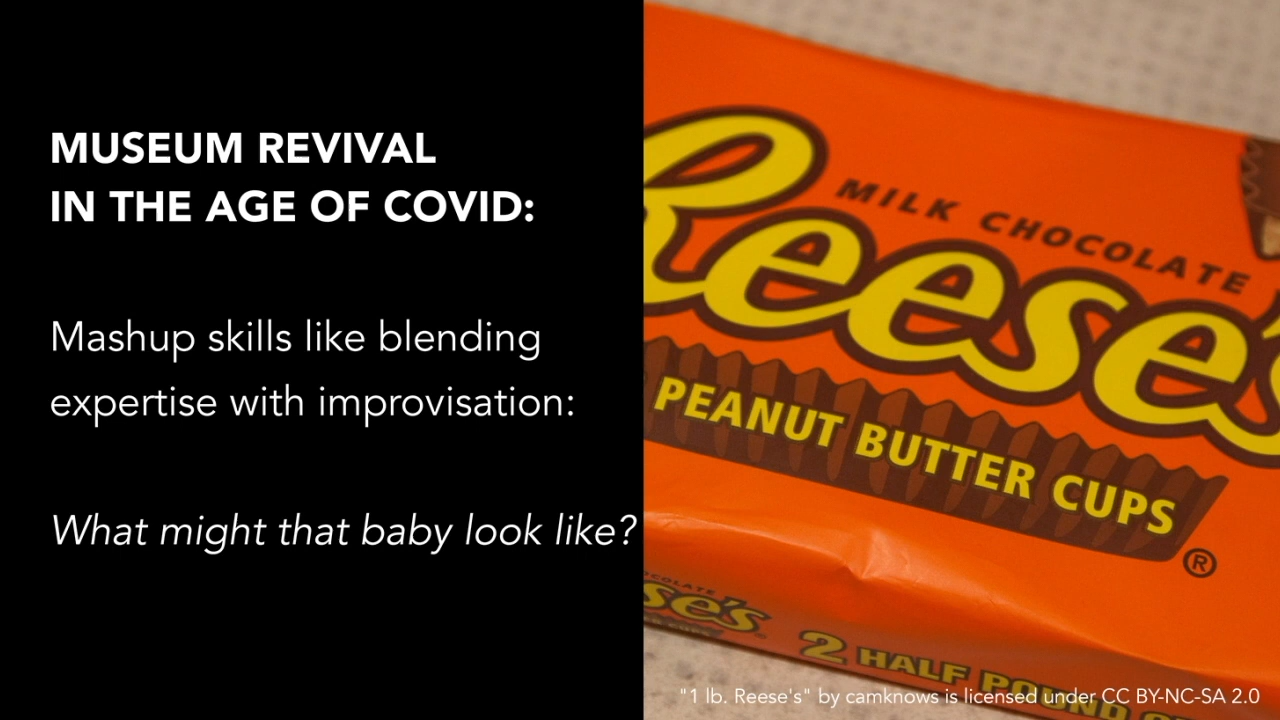 MUSEUM REVIVAL
IN THE AGE OF COVID:
Mashup skills like blending
expertise with improvisation:
What might that baby look like?
MILK CHOCOLATE
Reese's
PEANUT BUTTER CUPS
®
se's
2 HALF POUND
"1 lb. Reese's" by camknows is licensed under CC BY-NC-SA 2.0